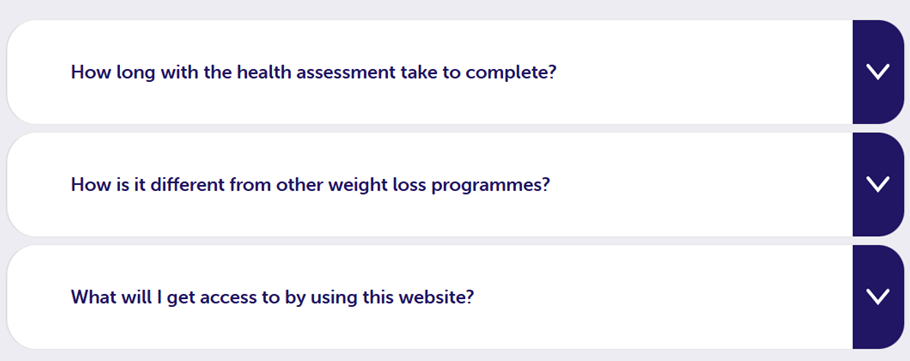 How long with the health assessment take to complete?
How is it different from other weight loss programmes?
What will I get access to by using this website?